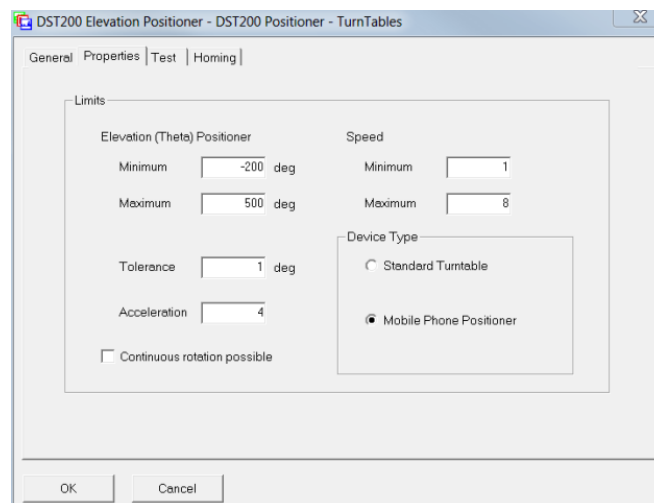 DST200 Elevation Positioner - DST200 Positioner - TurnTables
General Properties Test Homing
Limits
Elevation (Theta) Positioner
Minimum -200 deg
Maximum 500 deg
Tolerance 1 deg
Acceleration 4
Continuous rotation possible
Speed
Minimum 1
Maximum 8
Device Type
Standard Turntable
Mobile Phone Positioner
OK Cancel